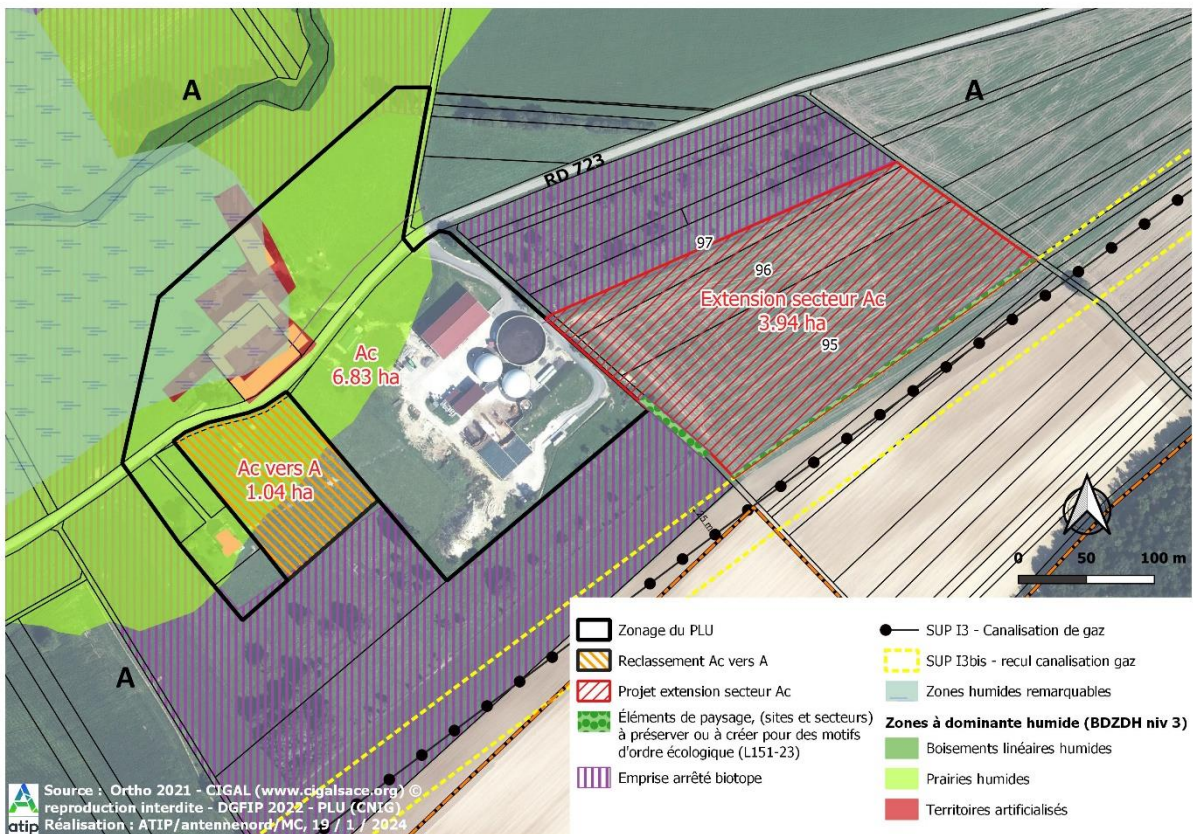 A
A
RD 723
97
96
Extension secteur Ac
3.94 ha
95
Ac
6.83 ha
Ac vers A
1.04 ha
25 m
0 50 100 m
A
Zonage du PLU
Reclassement Ac vers A
Projet extension secteur Ac
Éléments de paysage, (sites et secteurs)
à préserver ou à créer pour des motifs
d'ordre écologique (L151-23)
Emprise arrêté biotope
SUP I3 - Canalisation de gaz
SUP I3bis - recul canalisation gaz
Zones humides remarquables
Zones à dominante humide (BDZDH niv 3)
Boisements linéaires humides
Prairies humides
Territoires artificialisés
Source : Ortho 2021 - CIGAL (www.cigalsace.org) ©
reproduction interdite - DGFIP 2022 - PLU (CNIG)
Réalisation : ATIP/antennenord/MC, 19 / 1 / 2024
atip